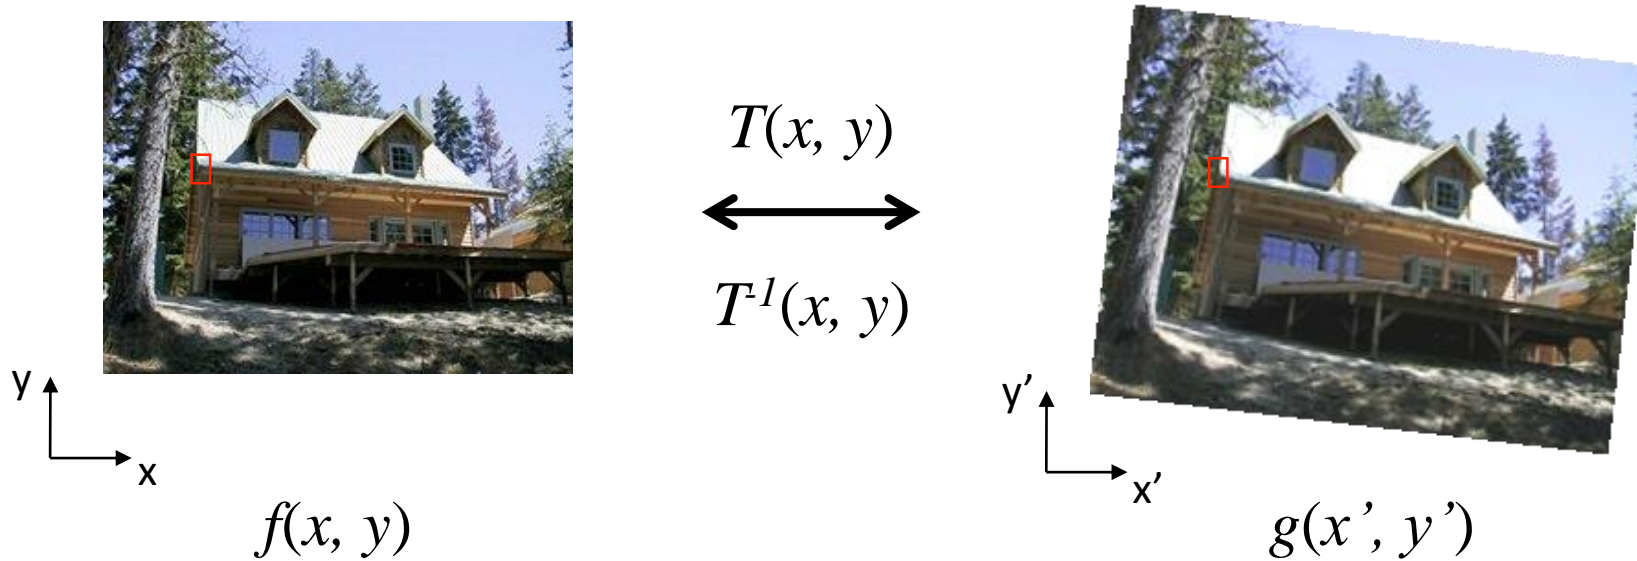 T(x, y)
T⁻¹(x, y)
y
x
f(x, y)
y’
x’
g(x’, y’)